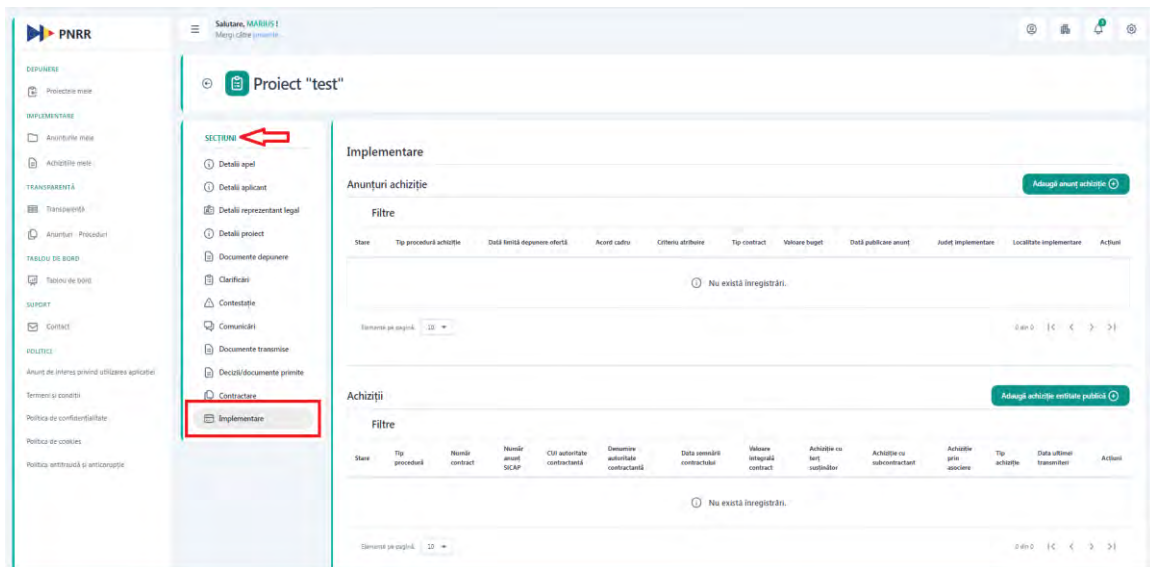 PNRR
Salutare, MARIUS !
Mergi către proiecte
DEPUNERE
Proiectele mele
IMPLEMENTARE
Anunțurile mele
Achizițiile mele
TRANSPARENȚĂ
Transparență
Anunțuri - Proceduri
TABLOU DE BORD
Tablou de bord
SUPORT
Contact
POLITICI
Anunț de interes privind utilizarea aplicației
Termeni și condiții
Politica de confidențialitate
Politica de cookies
Politica antifraudă și anticorupție
Proiect "test"
SECȚIUNI
Detalii apel
Detalii aplicant
Detalii reprezentant legal
Detalii proiect
Documente depunere
Clarificări
Contestație
Comunicări
Documente transmise
Decizii/documente primite
Contractare
Implementare
Implementare
Anunțuri achiziție
Adaugă anunț achiziție
Filtre
Stare Tip procedură achiziție Dată limită depunere ofertă Acord cadru Criteriu atribuire Tip contract Valoare buget Dată publicare anunț Județ implementare Localitate implementare Acțiuni
Nu există înregistrări.
Elemente pe pagină 10
0 din 0
Achiziții
Adaugă achiziție entitate publică
Filtre
Stare Tip procedură Număr contract Număr anunț SICAP CUI autoritate contractantă Denumire autoritate contractantă Data semnării contractului Valoare integrală contract Achiziție cu terț susținător Achiziție cu subcontractant Achiziție prin asociere Tip achiziție Data ultimei transmiteri Acțiuni
Nu există înregistrări.
Elemente pe pagină 10
0 din 0